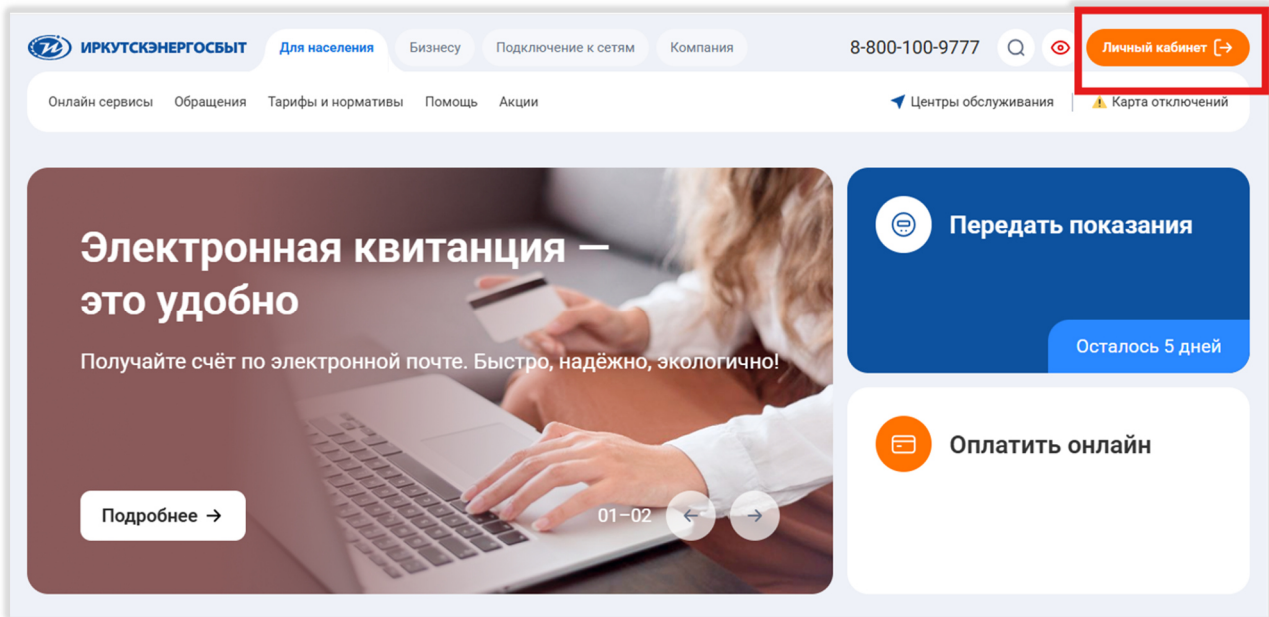 ИРКУТСКЭНЕРГОСБЫТ Для населения Бизнесу Подключение к сетям Компания 8-800-100-9777 Личный кабинет
Онлайн сервисы Обращения Тарифы и нормативы Помощь Акции Центры обслуживания Карта отключений
Электронная квитанция —
это удобно
Получайте счёт по электронной почте. Быстро, надёжно, экологично!
Подробнее →
01–02 ← →
Передать показания
Осталось 5 дней
Оплатить онлайн